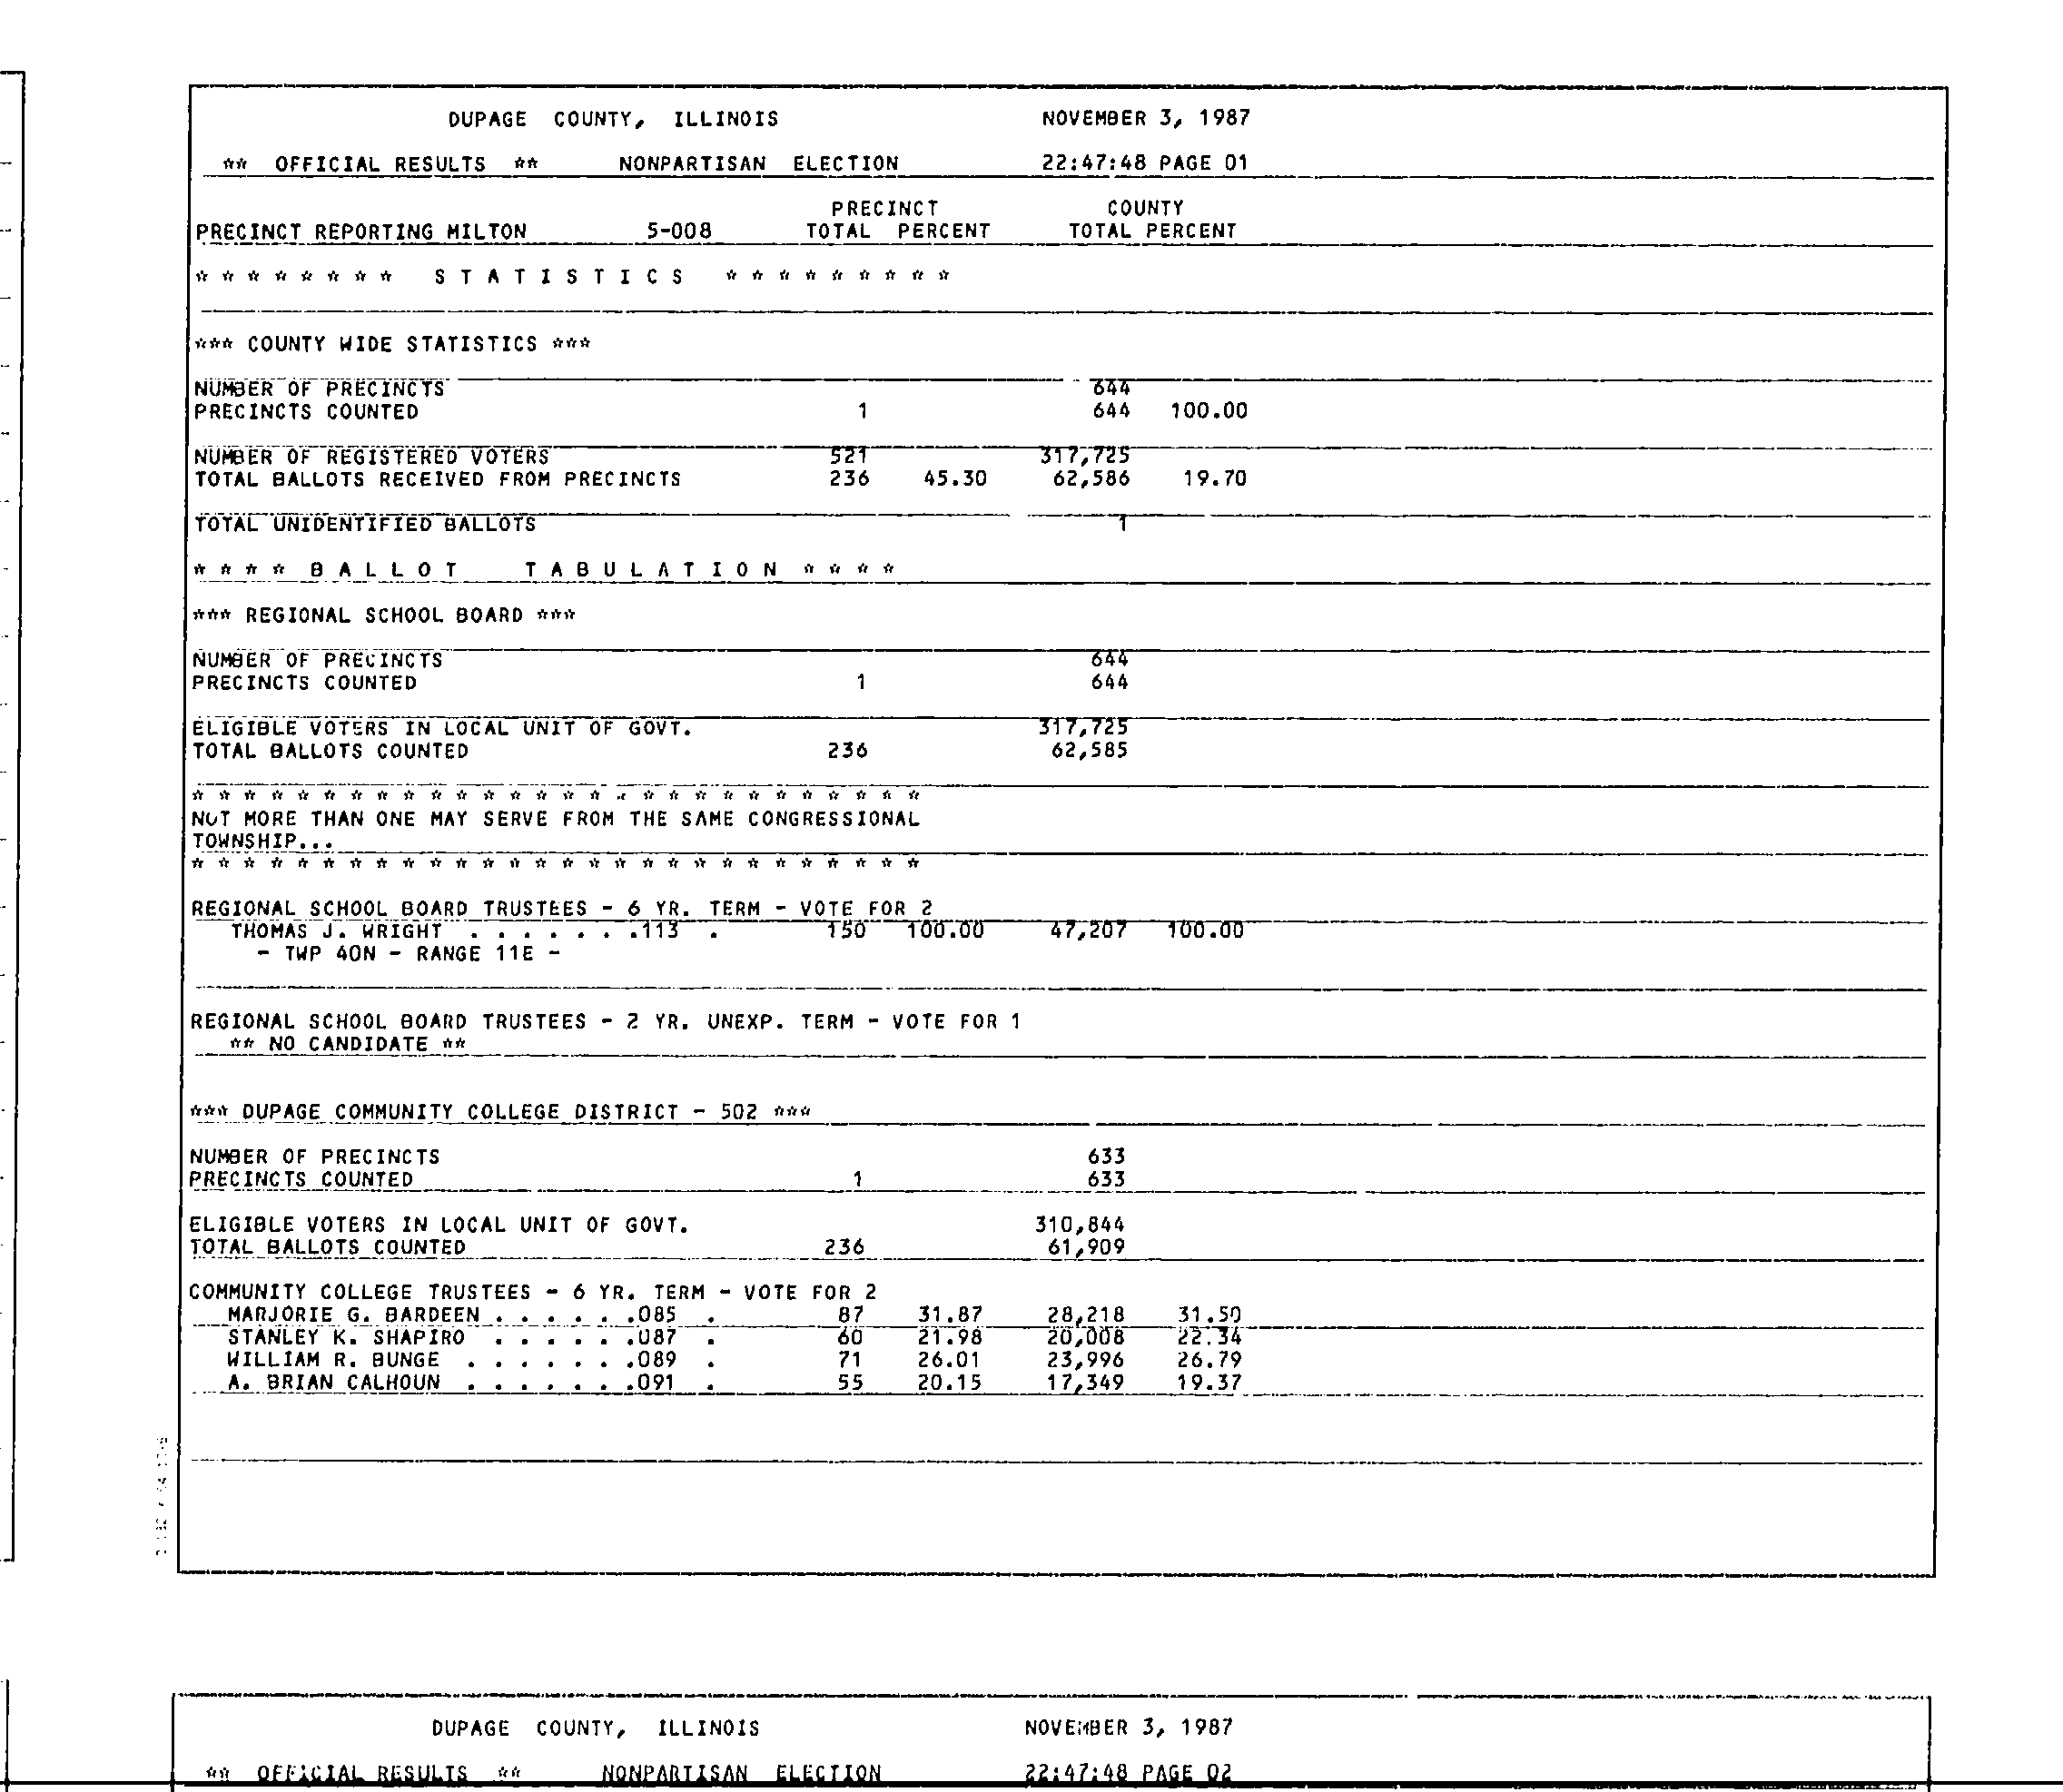 DUPAGE COUNTY, ILLINOIS NOVEMBER 3, 1987
** OFFICIAL RESULTS ** NONPARTISAN ELECTION 22:47:48 PAGE 01
PRECINCT COUNTY
PRECINCT REPORTING MILTON 5-008 TOTAL PERCENT TOTAL PERCENT
* * * * * * * * S T A T I S T I C S * * * * * * * * *
*** COUNTY WIDE STATISTICS ***
NUMBER OF PRECINCTS 644
PRECINCTS COUNTED 1 644 100.00
NUMBER OF REGISTERED VOTERS 521 317,725
TOTAL BALLOTS RECEIVED FROM PRECINCTS 236 45.30 62,586 19.70
TOTAL UNIDENTIFIED BALLOTS 1
* * * * B A L L O T T A B U L A T I O N * * * *
*** REGIONAL SCHOOL BOARD ***
NUMBER OF PRECINCTS 644
PRECINCTS COUNTED 1 644
ELIGIBLE VOTERS IN LOCAL UNIT OF GOVT. 317,725
TOTAL BALLOTS COUNTED 236 62,585
* * * * * * * * * * * * * * * * * * * * * * * * * * * *
NOT MORE THAN ONE MAY SERVE FROM THE SAME CONGRESSIONAL
TOWNSHIP...
* * * * * * * * * * * * * * * * * * * * * * * * * * * *
REGIONAL SCHOOL BOARD TRUSTEES - 6 YR. TERM - VOTE FOR 2
THOMAS J. WRIGHT . . . . . . .113 . 150 100.00 47,207 100.00
- TWP 40N - RANGE 11E -
REGIONAL SCHOOL BOARD TRUSTEES - 2 YR. UNEXP. TERM - VOTE FOR 1
** NO CANDIDATE **
*** DUPAGE COMMUNITY COLLEGE DISTRICT - 502 ***
NUMBER OF PRECINCTS 633
PRECINCTS COUNTED 1 633
ELIGIBLE VOTERS IN LOCAL UNIT OF GOVT. 310,844
TOTAL BALLOTS COUNTED 236 61,909
COMMUNITY COLLEGE TRUSTEES - 6 YR. TERM - VOTE FOR 2
MARJORIE G. BARDEEN . . . . . .085 . 87 31.87 28,218 31.50
STANLEY K. SHAPIRO . . . . . .087 . 60 21.98 20,008 22.34
WILLIAM R. BUNGE . . . . . . .089 . 71 26.01 23,996 26.79
A. BRIAN CALHOUN . . . . . . .091 . 55 20.15 17,349 19.37
DUPAGE COUNTY, ILLINOIS NOVEMBER 3, 1987
** OFFICIAL RESULTS ** NONPARTISAN ELECTION 22:47:48 PAGE 02